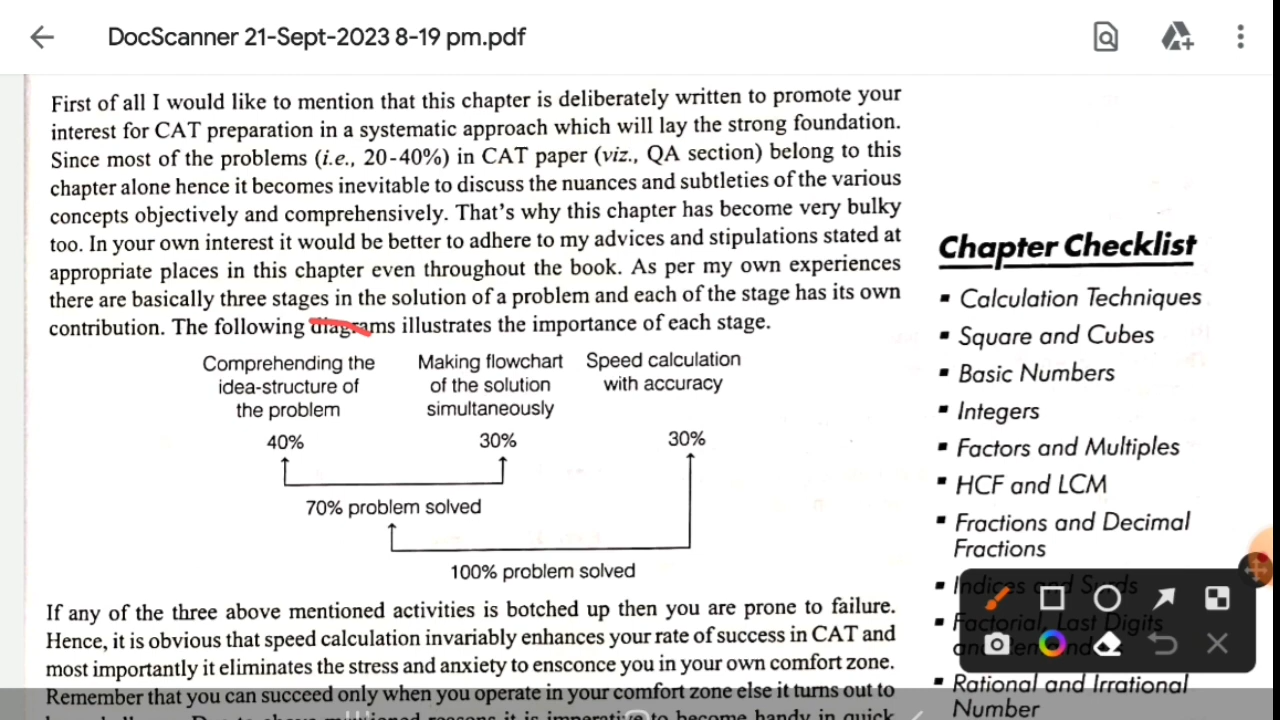 DocScanner 21-Sept-2023 8-19 pm.pdf
First of all I would like to mention that this chapter is deliberately written to promote your
interest for CAT preparation in a systematic approach which will lay the strong foundation.
Since most of the problems (i.e., 20-40%) in CAT paper (viz., QA section) belong to this
chapter alone hence it becomes inevitable to discuss the nuances and subtleties of the various
concepts objectively and comprehensively. That's why this chapter has become very bulky
too. In your own interest it would be better to adhere to my advices and stipulations stated at
appropriate places in this chapter even throughout the book. As per my own experiences
there are basically three stages in the solution of a problem and each of the stage has its own
contribution. The following diagrams illustrates the importance of each stage.
Comprehending the
idea-structure of
the problem
40%
Making flowchart
of the solution
simultaneously
30%
Speed calculation
with accuracy
30%
70% problem solved
100% problem solved
If any of the three above mentioned activities is botched up then you are prone to failure.
Hence, it is obvious that speed calculation invariably enhances your rate of success in CAT and
most importantly it eliminates the stress and anxiety to ensconce you in your own comfort zone.
Remember that you can succeed only when you operate in your comfort zone else it turns out to
Chapter Checklist
▪ Calculation Techniques
▪ Square and Cubes
▪ Basic Numbers
▪ Integers
▪ Factors and Multiples
▪ HCF and LCM
▪ Fractions and Decimal
Fractions
▪ Indices and Surds
▪ Factorial, Last Digits
▪ Rational and Irrational
Number